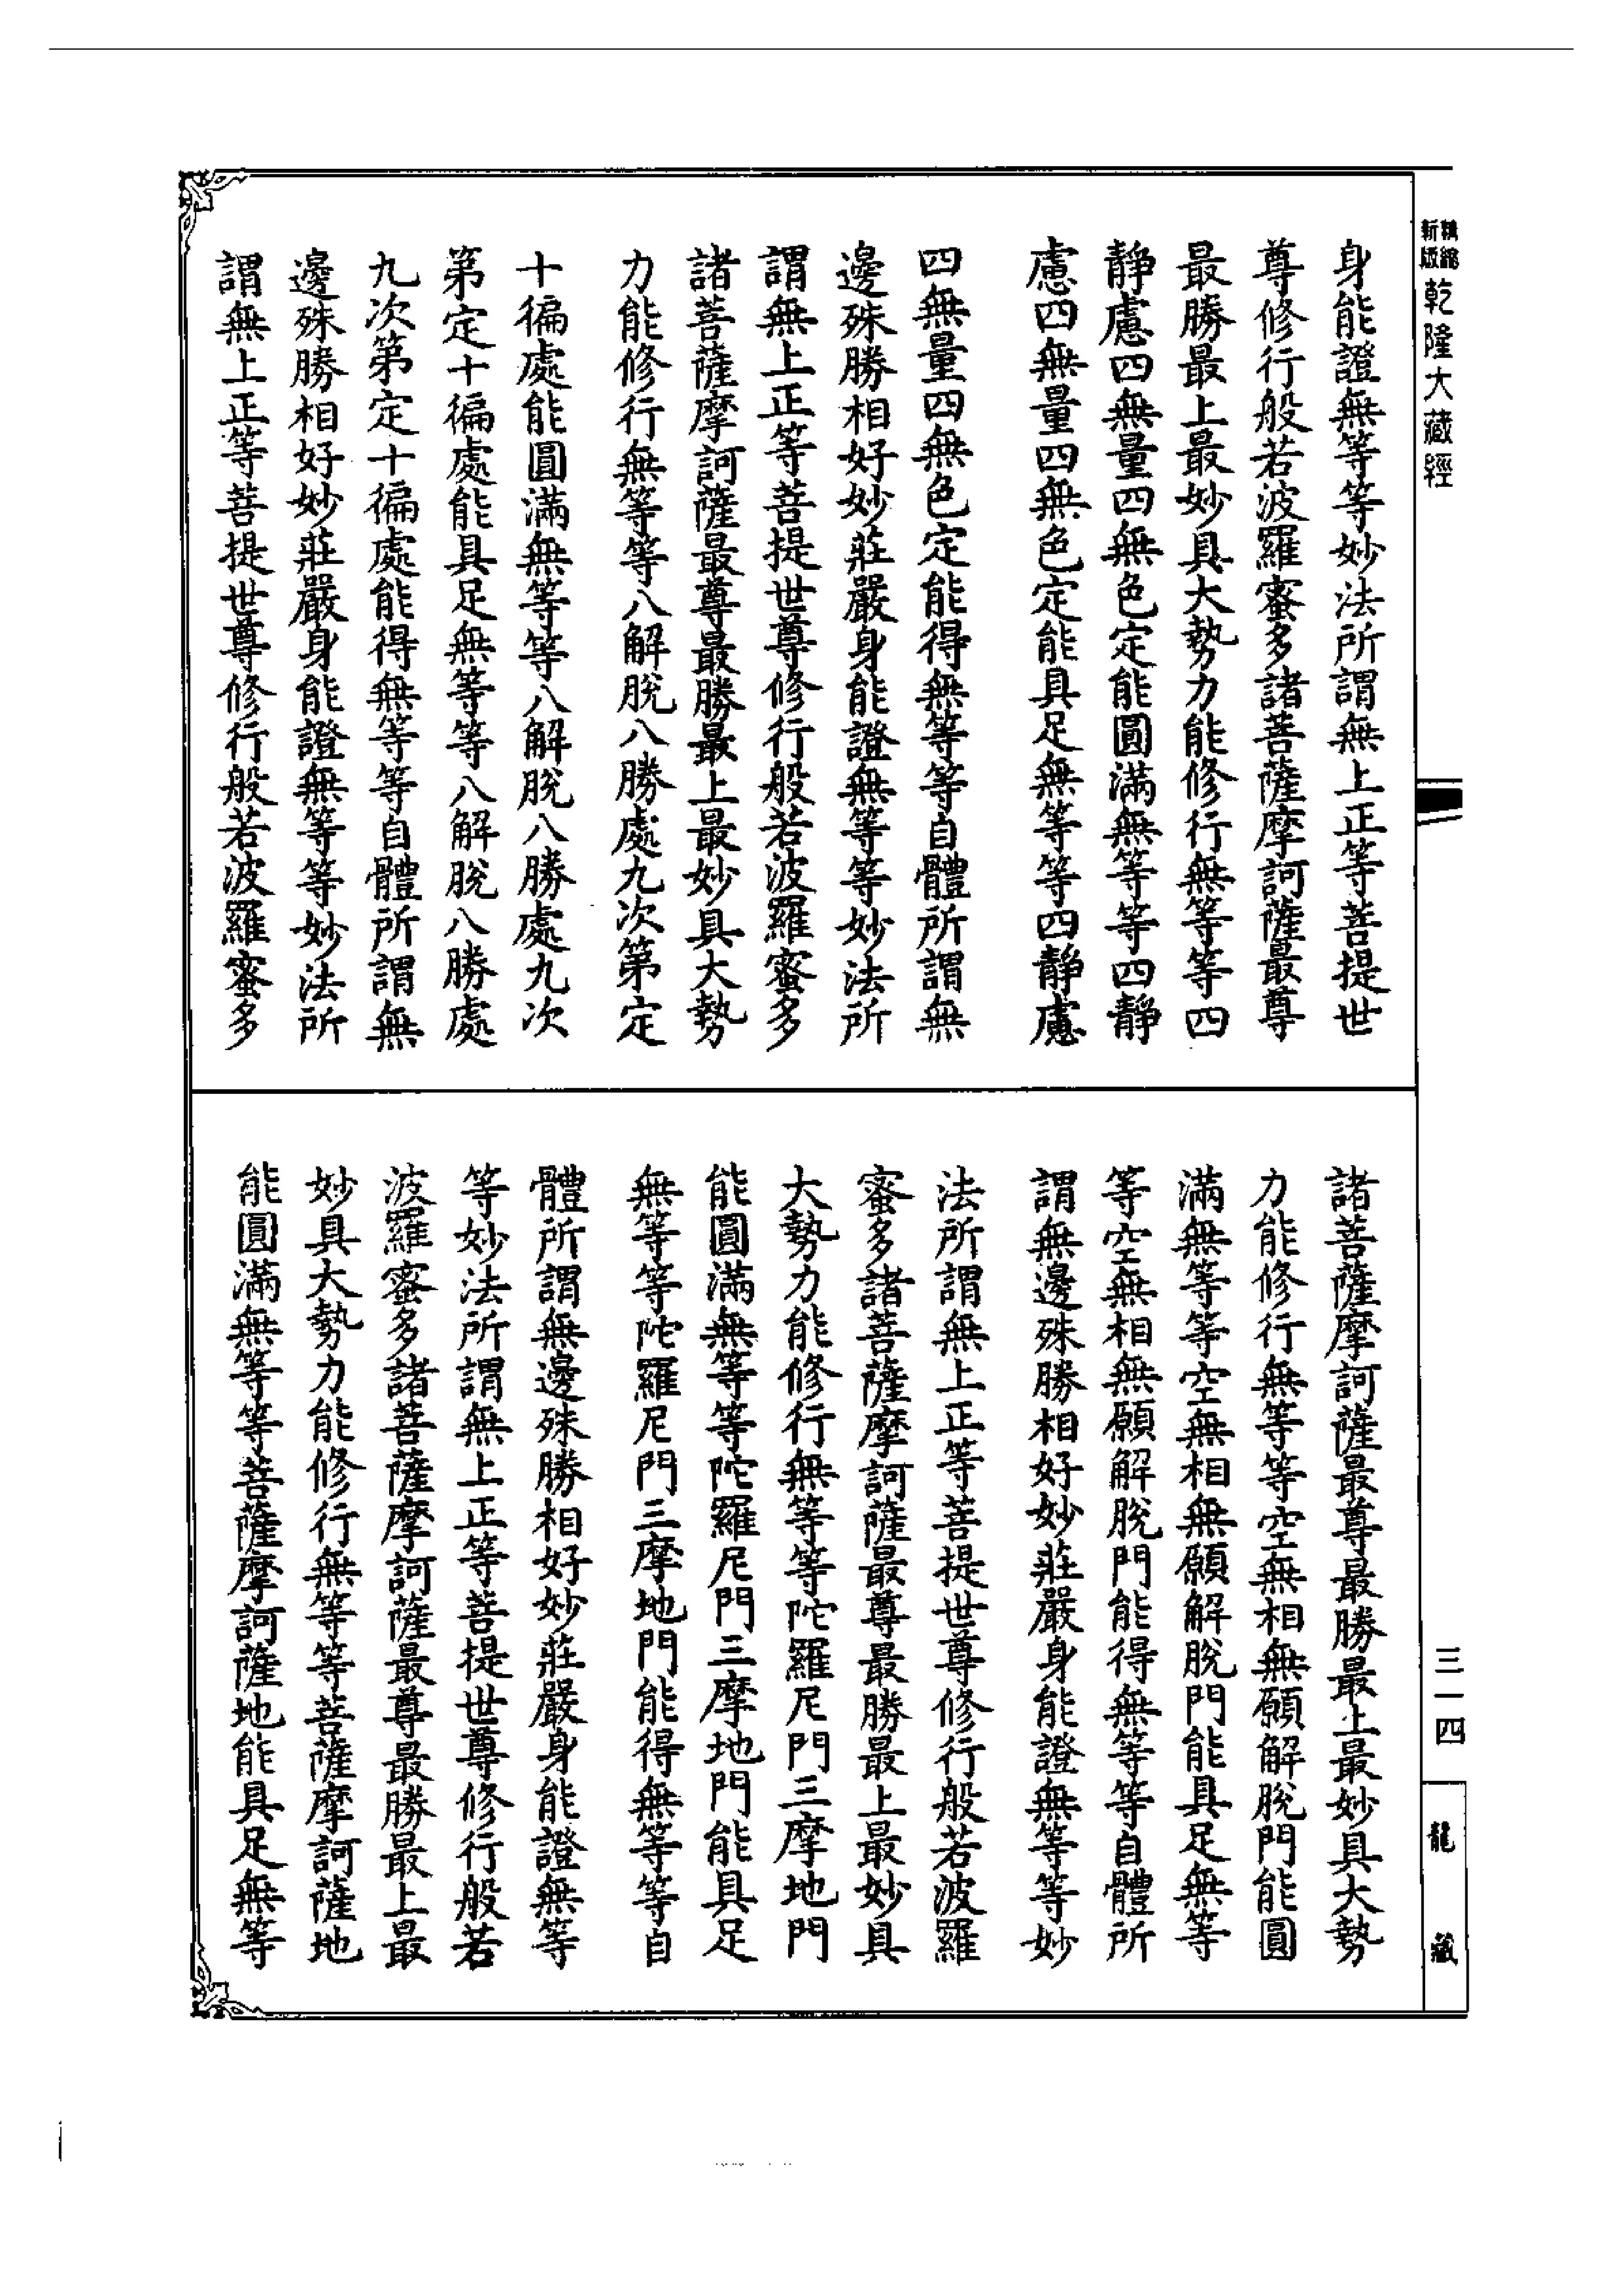 精縮新版乾隆大藏經
身能證無等等妙法所謂無上正等菩提世
尊修行般若波羅蜜多諸菩薩摩訶薩最尊
最勝最上最妙具大勢力能修行無等等四
靜慮四無量四無色定能圓滿無等等四靜
慮四無量四無色定能具足無等等四靜慮
四無量四無色定能得無等等自體所謂無
邊殊勝相好妙莊嚴身能證無等等妙法所
謂無上正等菩提世尊修行般若波羅蜜多
諸菩薩摩訶薩最尊最勝最上最妙具大勢
力能修行無等等八解脫八勝處九次第定
十徧處能圓滿無等等八解脫八勝處九次
第定十徧處能具足無等等八解脫八勝處
九次第定十徧處能得無等等自體所謂無
邊殊勝相好妙莊嚴身能證無等等妙法所
謂無上正等菩提世尊修行般若波羅蜜多
諸菩薩摩訶薩最尊最勝最上最妙具大勢
力能修行無等等空無相無願解脫門能圓
滿無等等空無相無願解脫門能具足無等
等空無相無願解脫門能得無等等自體所
謂無邊殊勝相好妙莊嚴身能證無等等妙
法所謂無上正等菩提世尊修行般若波羅
蜜多諸菩薩摩訶薩最尊最勝最上最妙具
大勢力能修行無等等陀羅尼門三摩地門
能圓滿無等等陀羅尼門三摩地門能具足
無等等陀羅尼門三摩地門能得無等等自
體所謂無邊殊勝相好妙莊嚴身能證無等
等妙法所謂無上正等菩提世尊修行般若
波羅蜜多諸菩薩摩訶薩最尊最勝最上最
妙具大勢力能修行無等等菩薩摩訶薩地
能圓滿無等等菩薩摩訶薩地能具足無等
三一四
龍藏